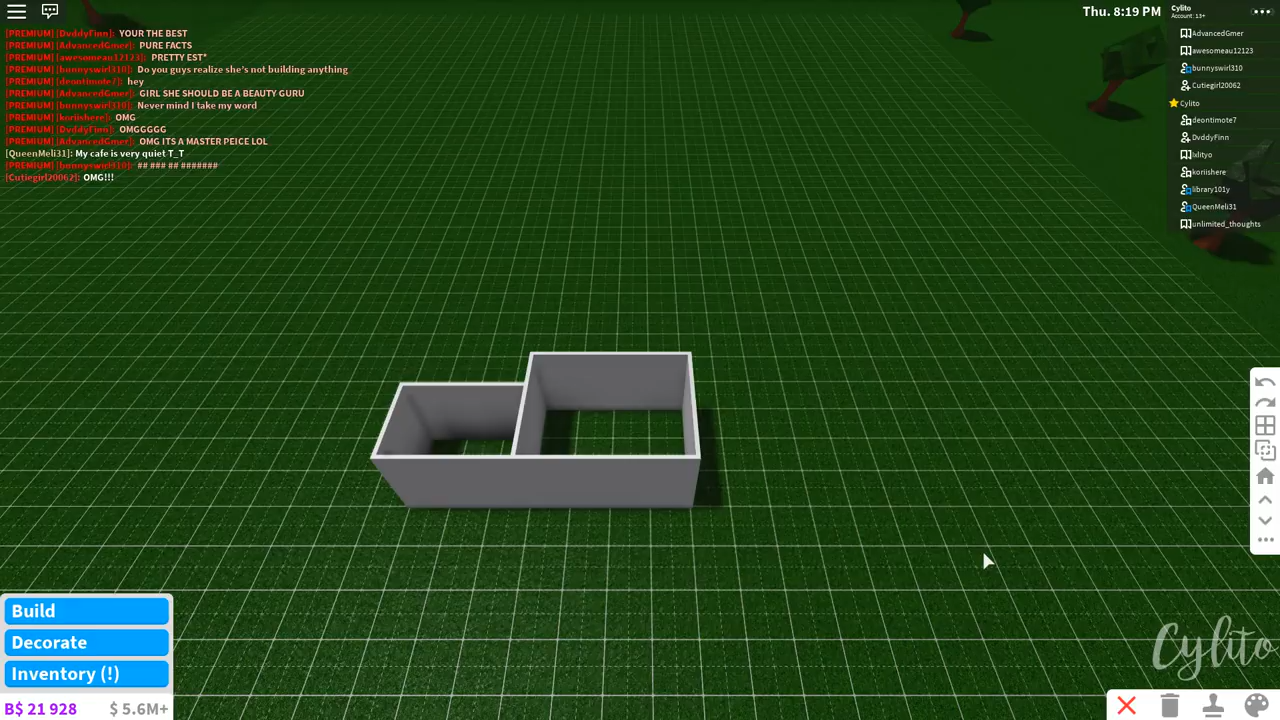 Thu. 8:19 PM
Cylito
Account: 13+
[PREMIUM] [DvddyFinn]: YOUR THE BEST
[PREMIUM] [AdvancedGmer]: PURE FACTS
[PREMIUM] [awesomeau12123]: PRETTY EST*
[PREMIUM] [bunnyswirl310]: Do you guys realize she's not building anything
[PREMIUM] [deontimote7]: hey
[PREMIUM] [AdvancedGmer]: GIRL SHE SHOULD BE A BEAUTY GURU
[PREMIUM] [bunnyswirl310]: Never mind I take my word
[PREMIUM] [koriishere]: OMG
[PREMIUM] [DvddyFinn]: OMGGGGG
[PREMIUM] [AdvancedGmer]: OMG ITS A MASTER PEICE LOL
[QueenMeli31]: My cafe is very quiet T_T
[PREMIUM] [bunnyswirl310]: ## ### ## #######
[Cutiegirl20062]: OMG!!!
AdvancedGmer
awesomeau12123
bunnyswirl310
Cutiegirl20062
Cylito
deontimote7
DvddyFinn
koriishere
library101y
QueenMeli31
unlimited_thoughts
Build
Decorate
Inventory (!)
B$ 21 928
$ 5.6M+
Cylito